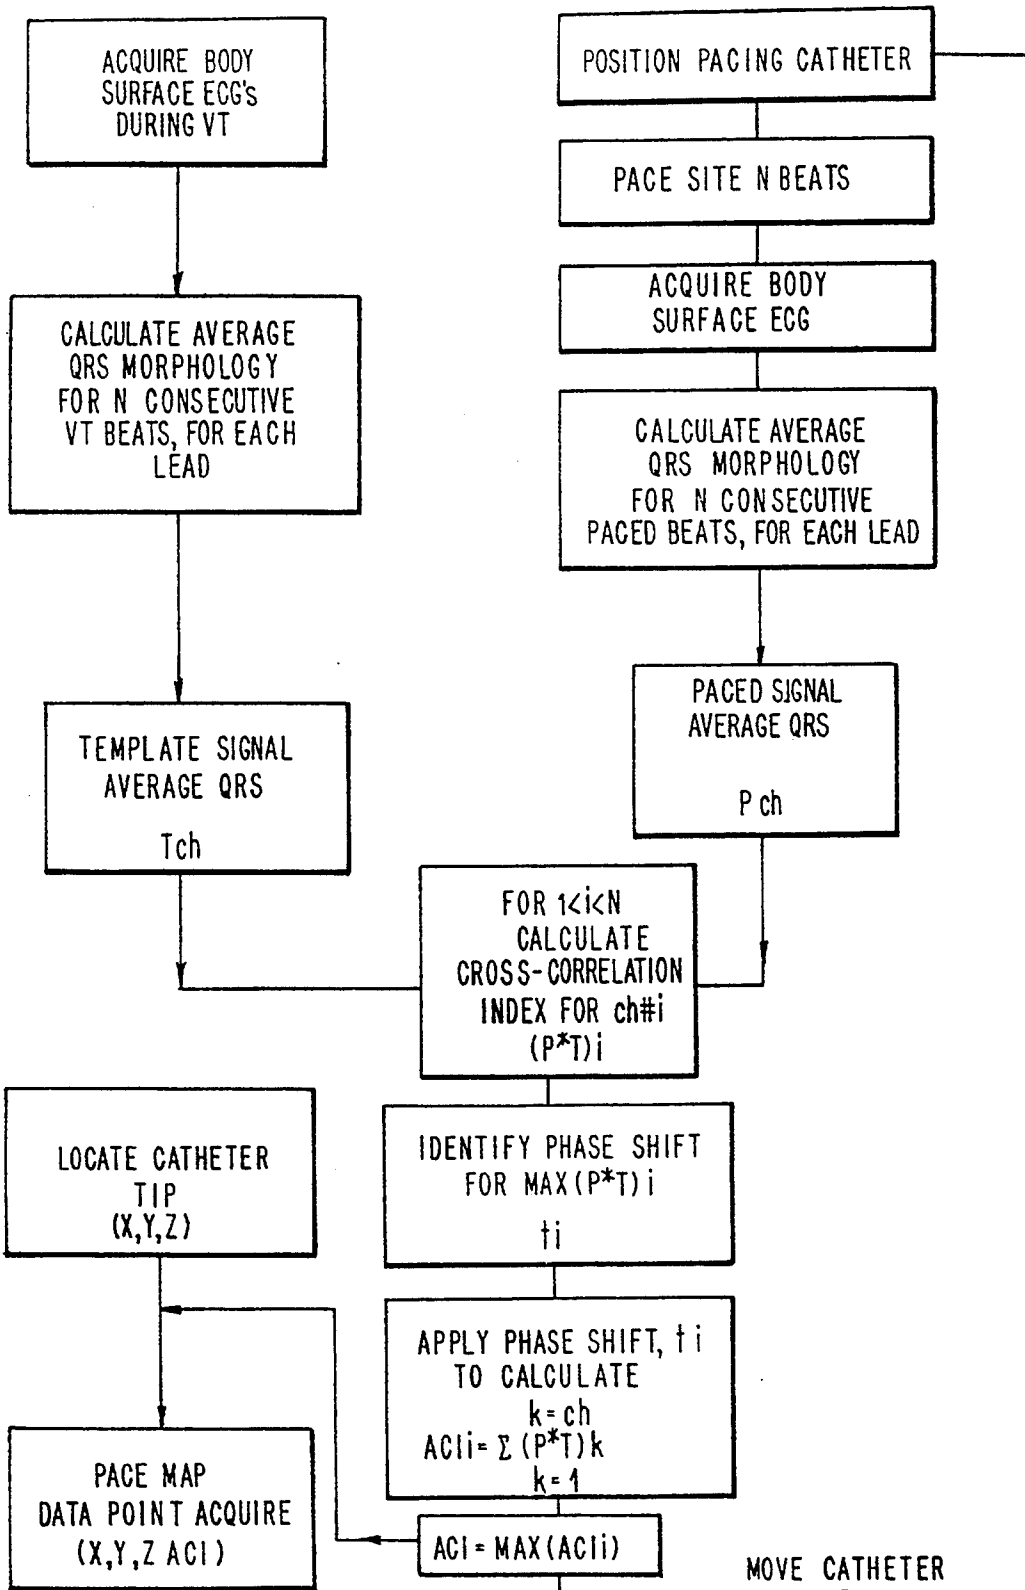 ACQUIRE BODY
SURFACE ECG's
DURING VT
CALCULATE AVERAGE
QRS MORPHOLOGY
FOR N CONSECUTIVE
VT BEATS, FOR EACH
LEAD
TEMPLATE SIGNAL
AVERAGE QRS
Tch
POSITION PACING CATHETER
PACE SITE N BEATS
ACQUIRE BODY
SURFACE ECG
CALCULATE AVERAGE
QRS MORPHOLOGY
FOR N CONSECUTIVE
PACED BEATS, FOR EACH LEAD
PACED SIGNAL
AVERAGE QRS
P ch
FOR 1<i<N
CALCULATE
CROSS-CORRELATION
INDEX FOR ch#i
(P*T)i
IDENTIFY PHASE SHIFT
FOR MAX(P*T)i
ti
APPLY PHASE SHIFT, ti
TO CALCULATE
k=ch
ACIi=Σ(P*T)k
k=1
ACI=MAX(ACIi)
LOCATE CATHETER
TIP
(X,Y,Z)
PACE MAP
DATA POINT ACQUIRE
(X,Y,Z ACI)
MOVE CATHETER